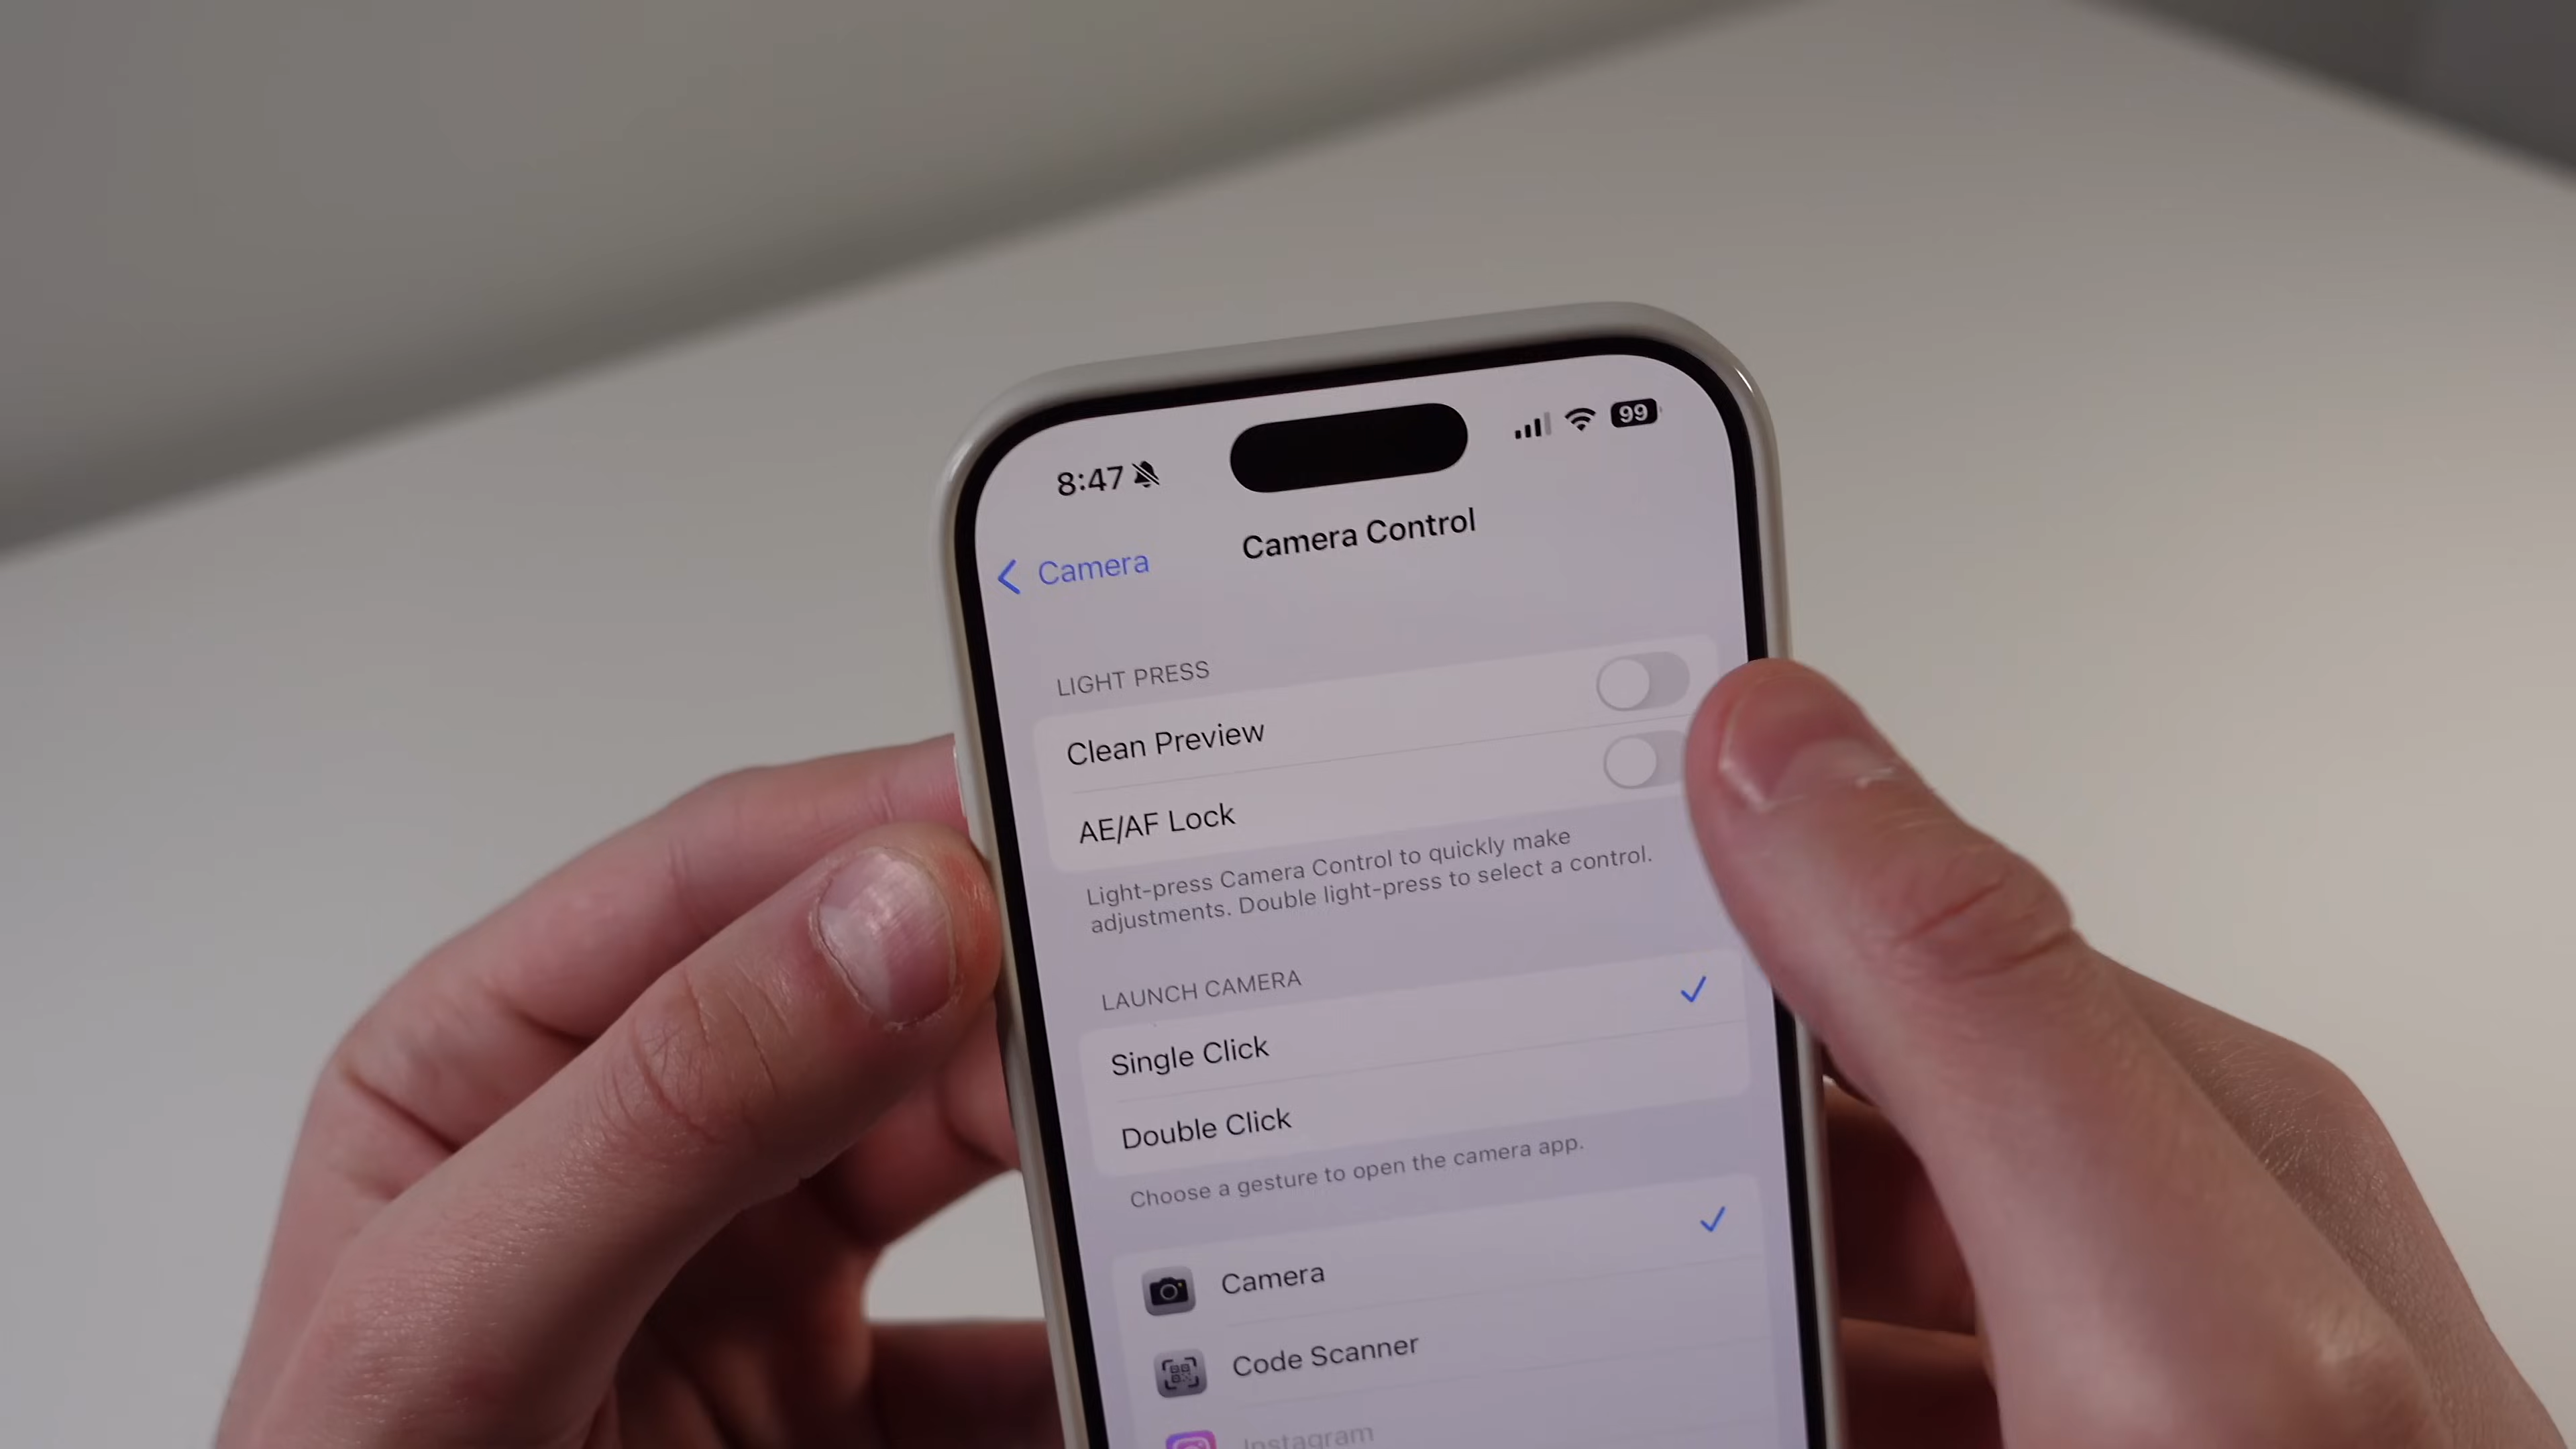 8:47
99
Camera
Camera Control
LIGHT PRESS
Clean Preview
AE/AF Lock
Light-press Camera Control to quickly make
adjustments. Double light-press to select a control.
LAUNCH CAMERA
Single Click
Double Click
Choose a gesture to open the camera app.
Camera
Code Scanner
Instagram